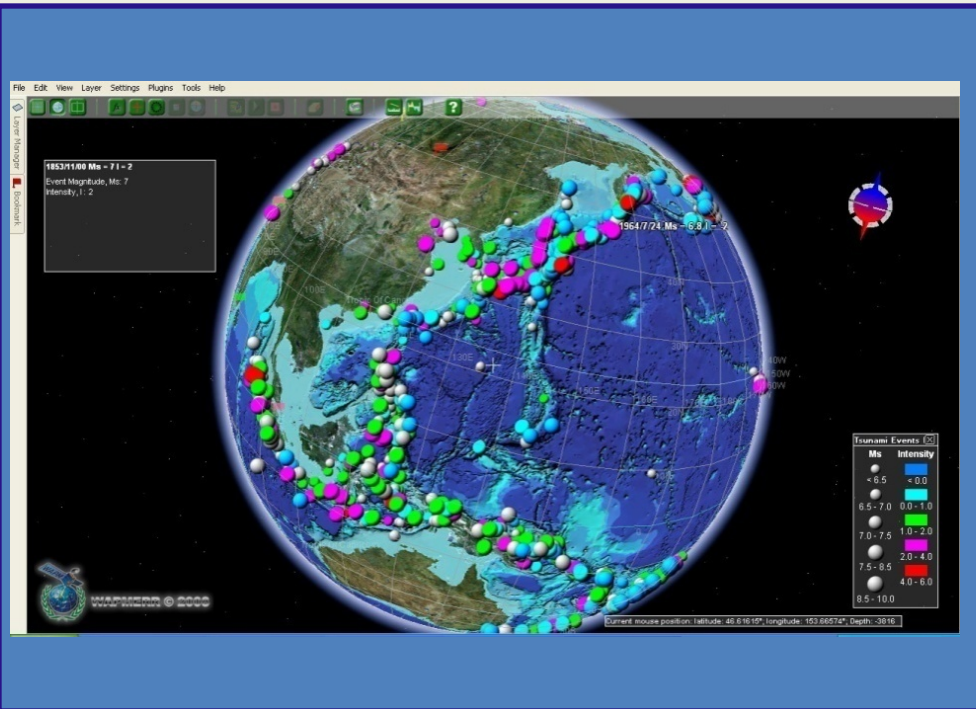 File Edit View Layer Settings Plugins Tools Help
Layer Manager
Bookmark
1853/11/00 Ms - 7 I - 2
Event Magnitude, Ms: 7
Intensity, I : 2
1964/7/24, Ms - 6.8 I - -2
100E
130E
Tsunami Events
Ms Intensity
< 6.5 < 0.0
6.5 - 7.0 0.0 - 1.0
7.0 - 7.5 1.0 - 2.0
7.5 - 8.5 2.0 - 4.0
8.5 - 10.0 4.0 - 6.0
Current mouse position: latitude: 46.61615°, longitude: 153.66574°, Depth: -3816